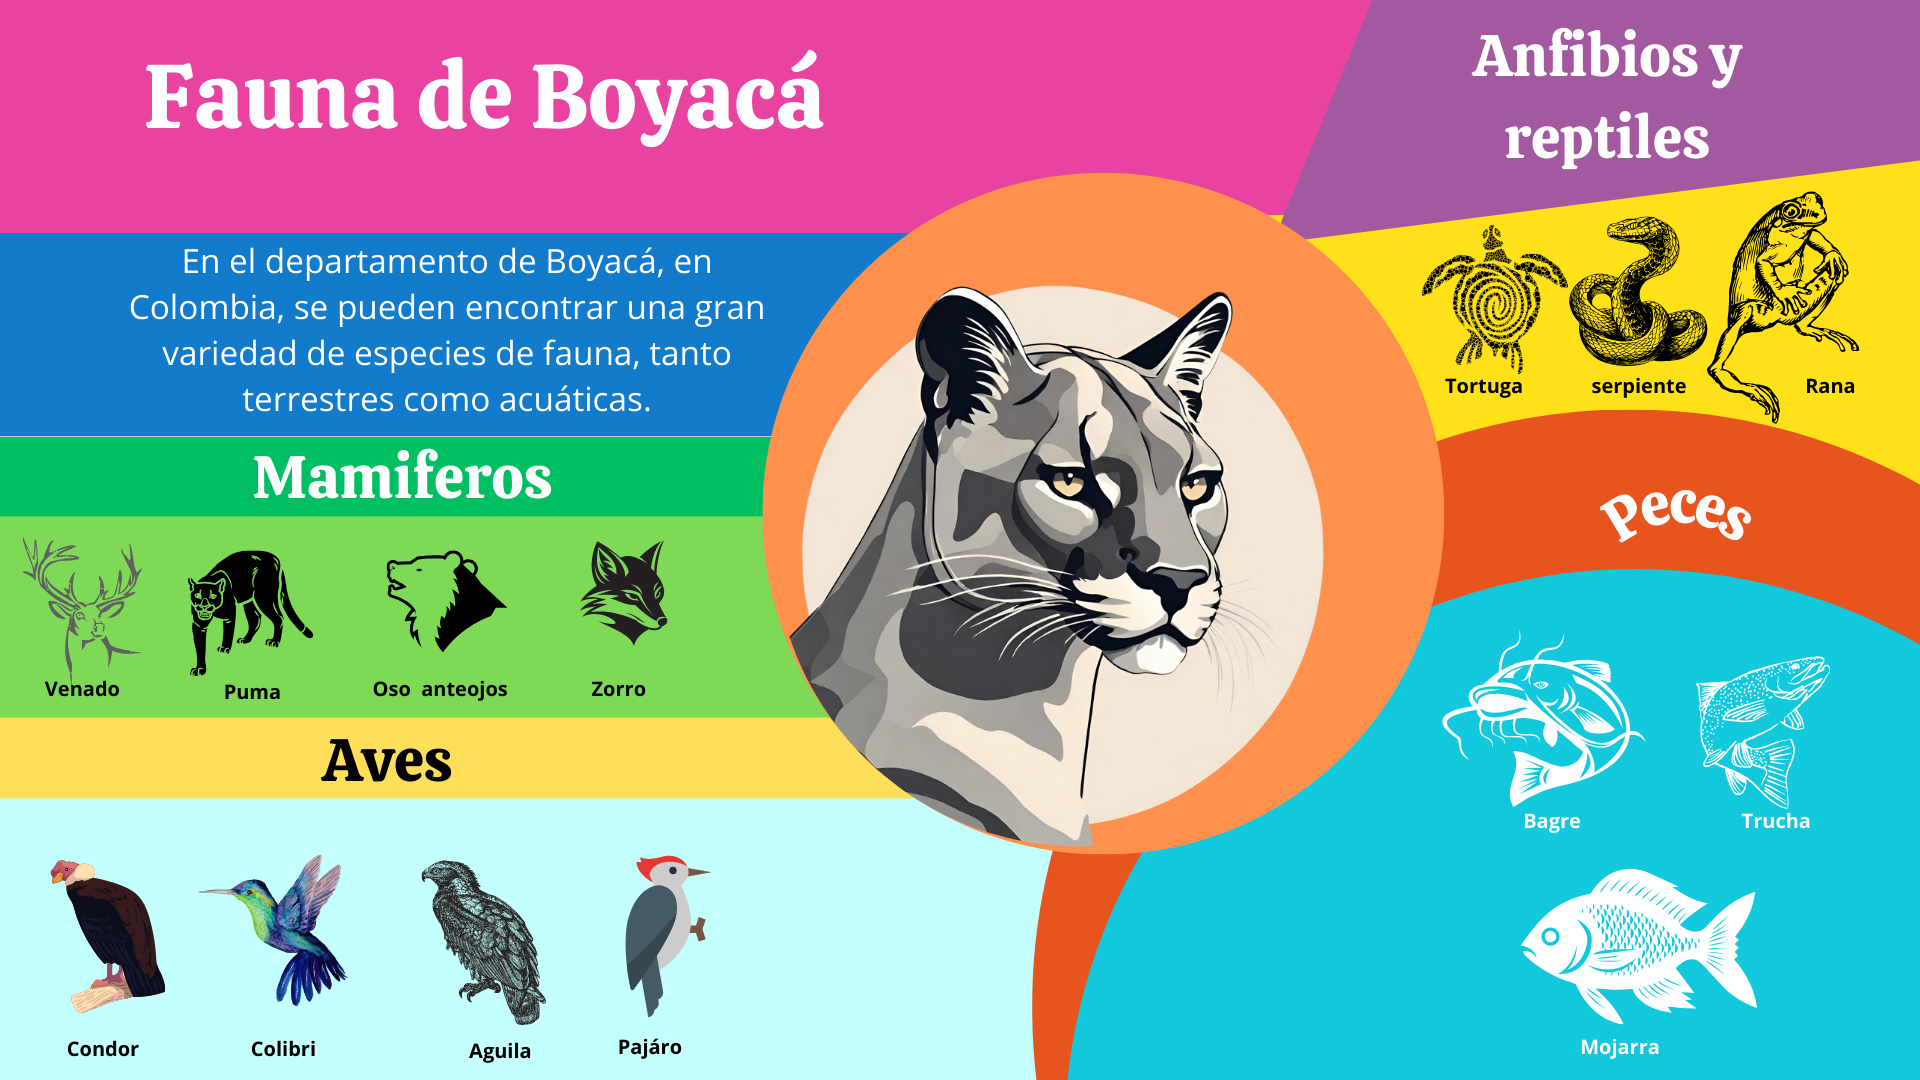 Fauna de Boyacá
En el departamento de Boyacá, en
Colombia, se pueden encontrar una gran
variedad de especies de fauna, tanto
terrestres como acuáticas.
Mamiferos
Venado
Puma
Oso anteojos
Zorro
Aves
Condor
Colibri
Aguila
Pajáro
Anfibios y
reptiles
Tortuga
serpiente
Rana
Peces
Bagre
Trucha
Mojarra